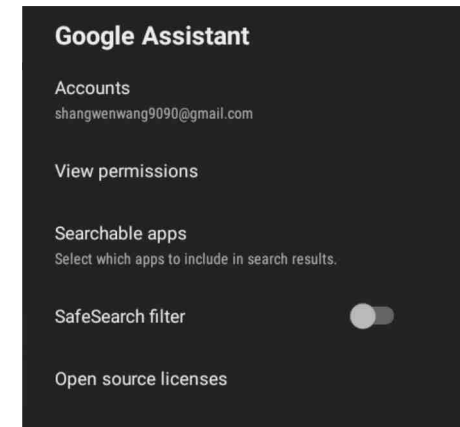 Google Assistant
Accounts
shangwenwang9090@gmail.com
View permissions
Searchable apps
Select which apps to include in search results.
SafeSearch filter
Open source licenses